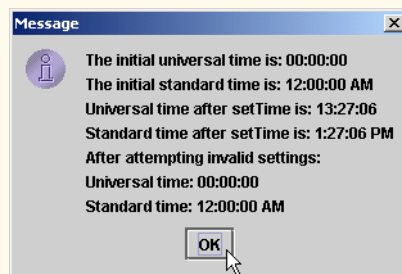 Message
The initial universal time is: 00:00:00
The initial standard time is: 12:00:00 AM
Universal time after setTime is: 13:27:06
Standard time after setTime is: 1:27:06 PM
After attempting invalid settings:
Universal time: 00:00:00
Standard time: 12:00:00 AM
OK